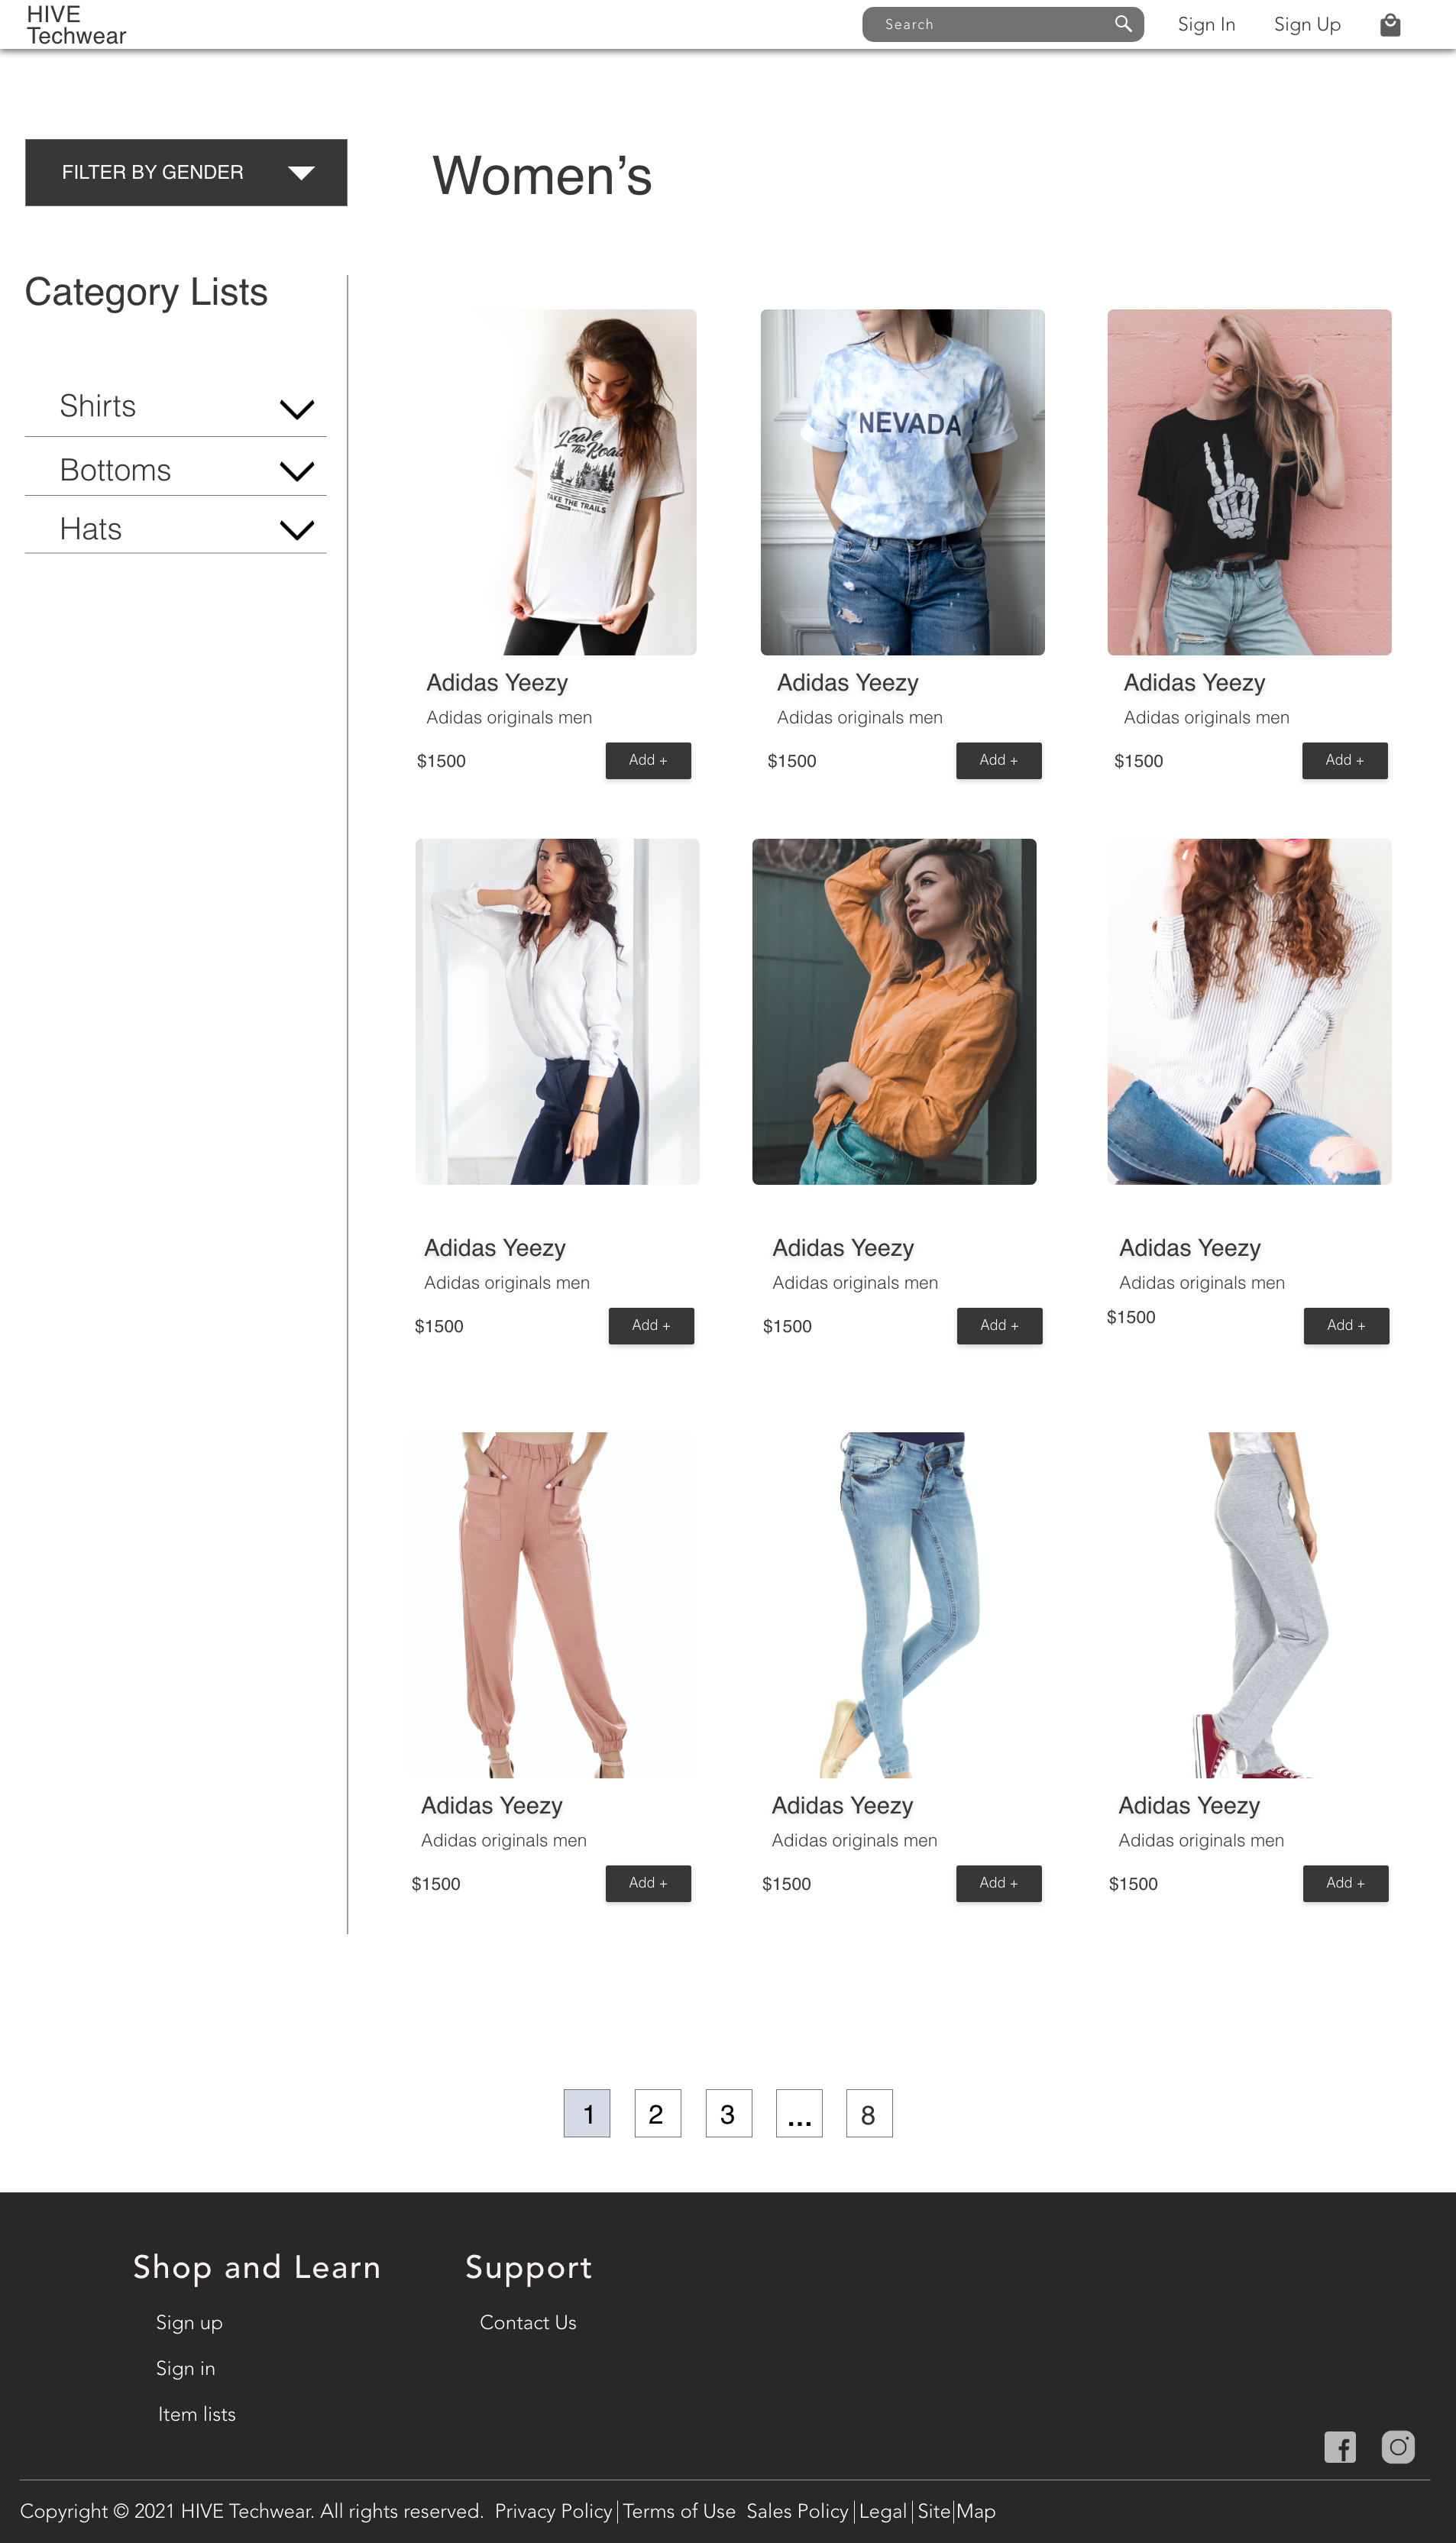 HIVE
Techwear
Search
Sign In
Sign Up
FILTER BY GENDER
Women’s
Category Lists
Shirts
Bottoms
Hats
Leave
The Road
TAKE THE TRAILS
NEVADA
Adidas Yeezy
Adidas originals men
$1500
Add +
Adidas Yeezy
Adidas originals men
$1500
Add +
Adidas Yeezy
Adidas originals men
$1500
Add +
Adidas Yeezy
Adidas originals men
$1500
Add +
Adidas Yeezy
Adidas originals men
$1500
Add +
Adidas Yeezy
Adidas originals men
$1500
Add +
Adidas Yeezy
Adidas originals men
$1500
Add +
Adidas Yeezy
Adidas originals men
$1500
Add +
Adidas Yeezy
Adidas originals men
$1500
Add +
1
2
3
...
8
Shop and Learn
Sign up
Sign in
Item lists
Support
Contact Us
Copyright © 2021 HIVE Techwear. All rights reserved. Privacy Policy | Terms of Use Sales Policy | Legal | Site | Map